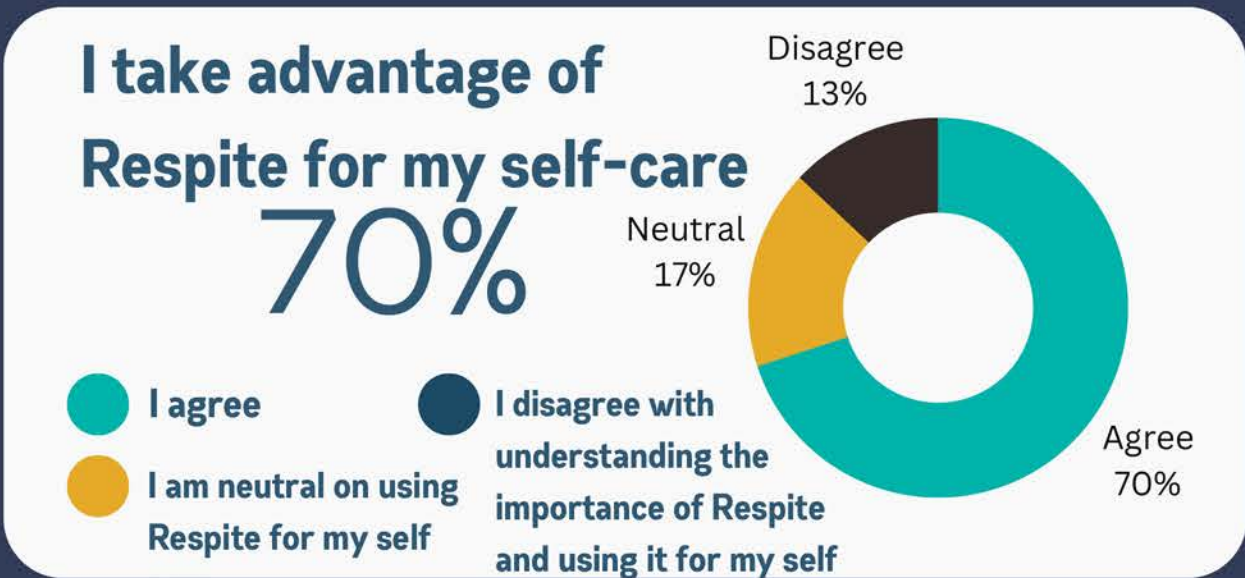 I take advantage of
Respite for my self-care
70%
Disagree
13%
Neutral
17%
Agree
70%
I agree
I am neutral on using
Respite for my self
I disagree with
understanding the
importance of Respite
and using it for my self